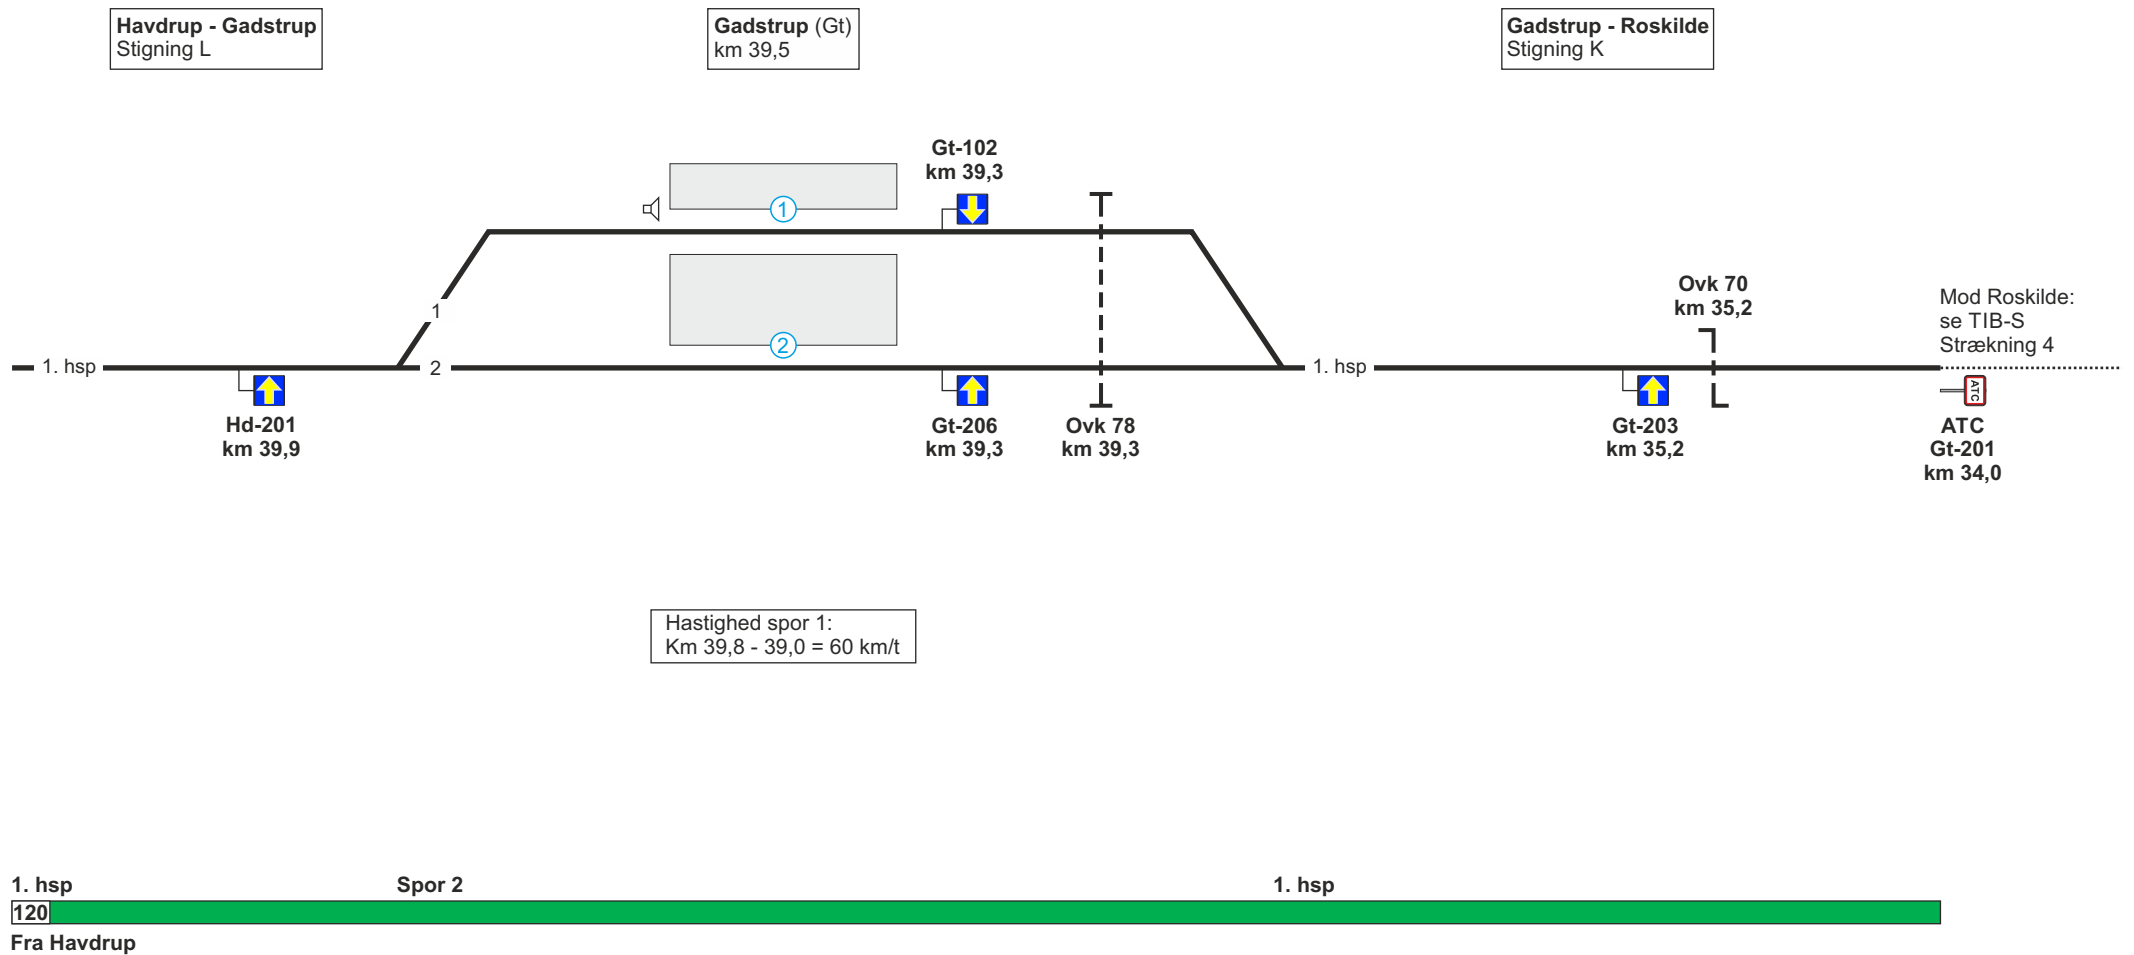 Havdrup - Gadstrup
Stigning L
Gadstrup (Gt)
km 39,5
Gadstrup - Roskilde
Stigning K
Gt-102
km 39,3
1
2
1
2
1. hsp
1. hsp
Hd-201
km 39,9
Gt-206
km 39,3
Ovk 78
km 39,3
Gt-203
km 35,2
Ovk 70
km 35,2
Mod Roskilde:
se TIB-S
Strækning 4
ATC
ATC
Gt-201
km 34,0
Hastighed spor 1:
Km 39,8 - 39,0 = 60 km/t
1. hsp
Spor 2
1. hsp
120
Fra Havdrup